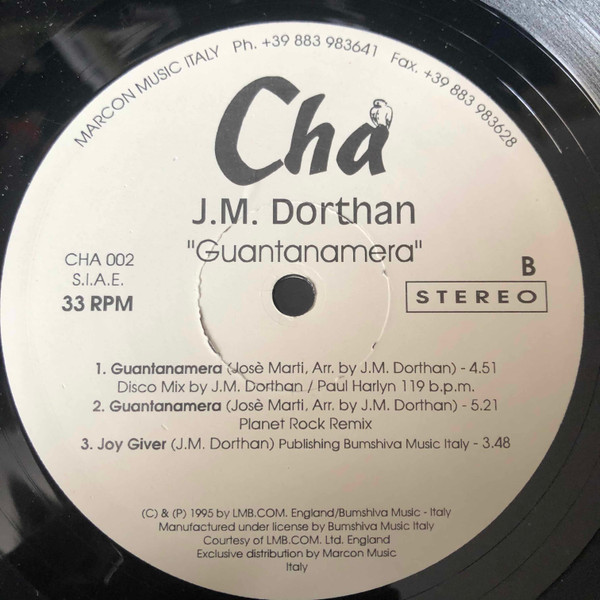 MARCON MUSIC ITALY Ph. +39 883 983641 Fax. +39 883 983628
Cha
J.M. Dorthan
"Guantanamera"
CHA 002
S.I.A.E.
33 RPM
B
STEREO
1. Guantanamera (Josè Marti, Arr. by J.M. Dorthan) - 4.51
Disco Mix by J.M. Dorthan / Paul Harlyn 119 b.p.m.
2. Guantanamera (Josè Marti, Arr. by J.M. Dorthan) - 5.21
Planet Rock Remix
3. Joy Giver (J.M. Dorthan) Publishing Bumshiva Music Italy - 3.48
(C) & (P) 1995 by LMB.COM. England/Bumshiva Music - Italy
Manufactured under license by Bumshiva Music Italy
Courtesy of LMB.COM. Ltd. England
Exclusive distribution by Marcon Music
Italy